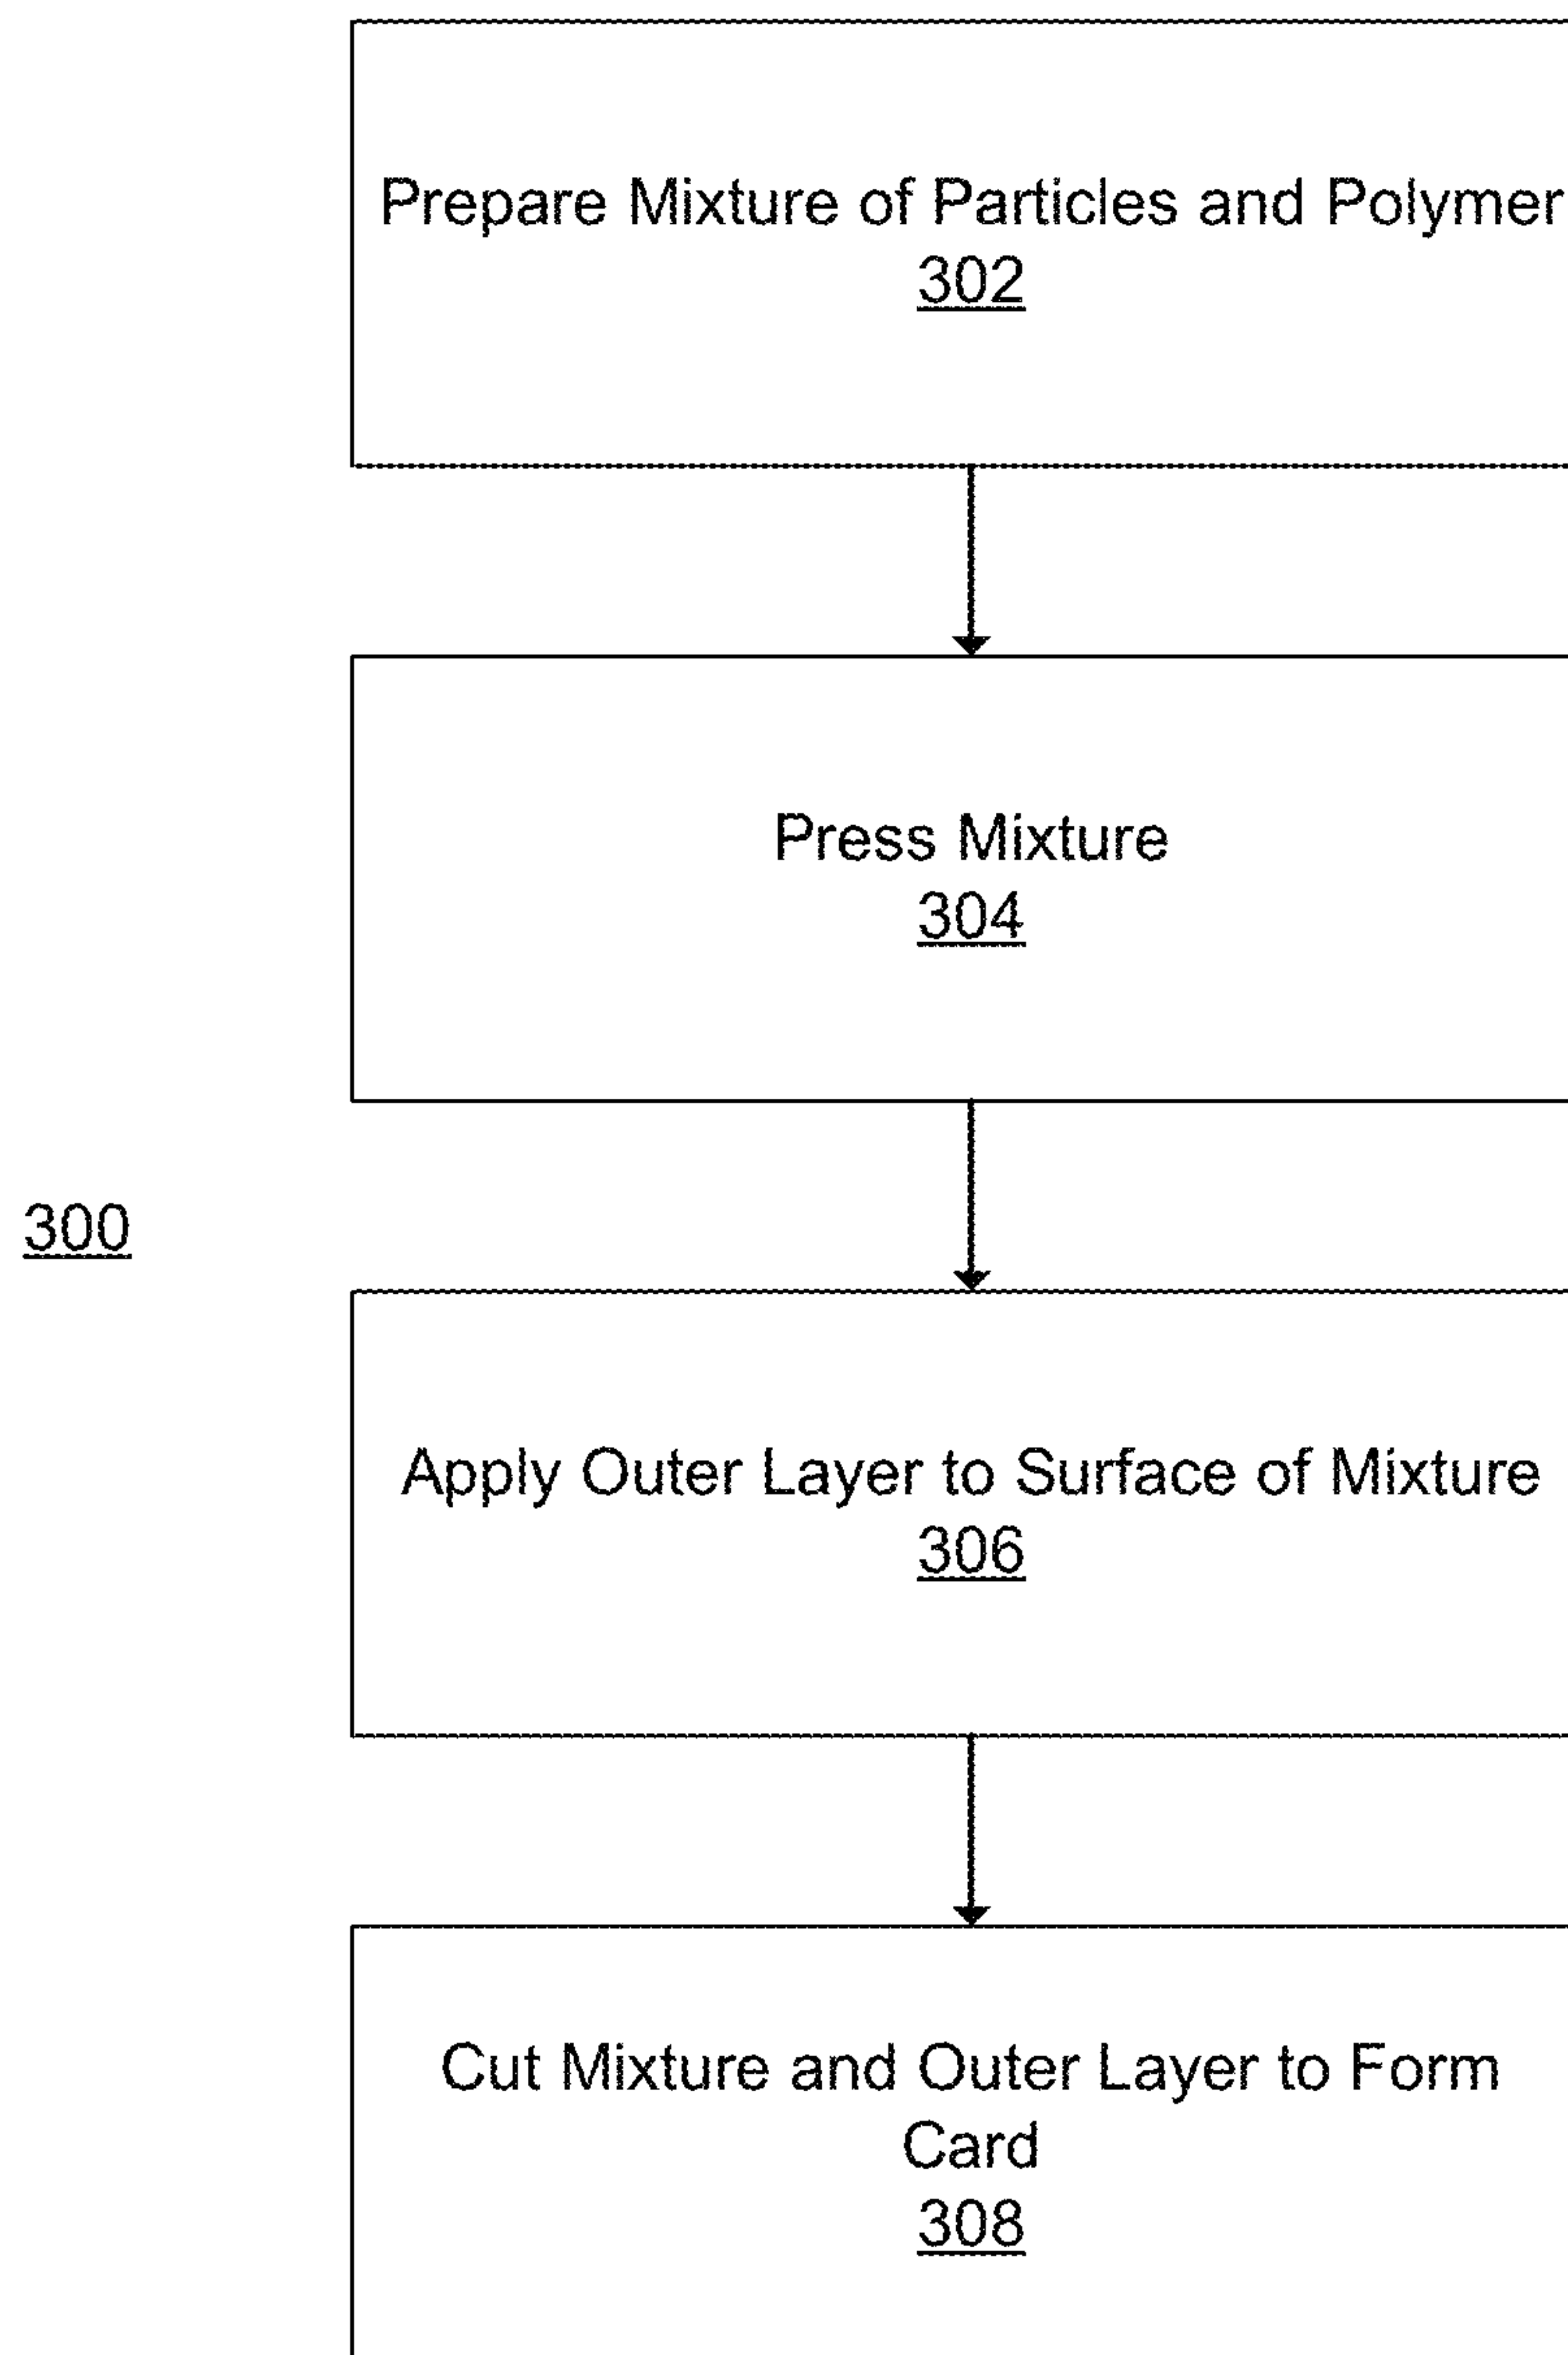 Prepare Mixture of Particles and Polymer
302
Press Mixture
304
300
Apply Outer Layer to Surface of Mixture
306
Cut Mixture and Outer Layer to Form
Card
308